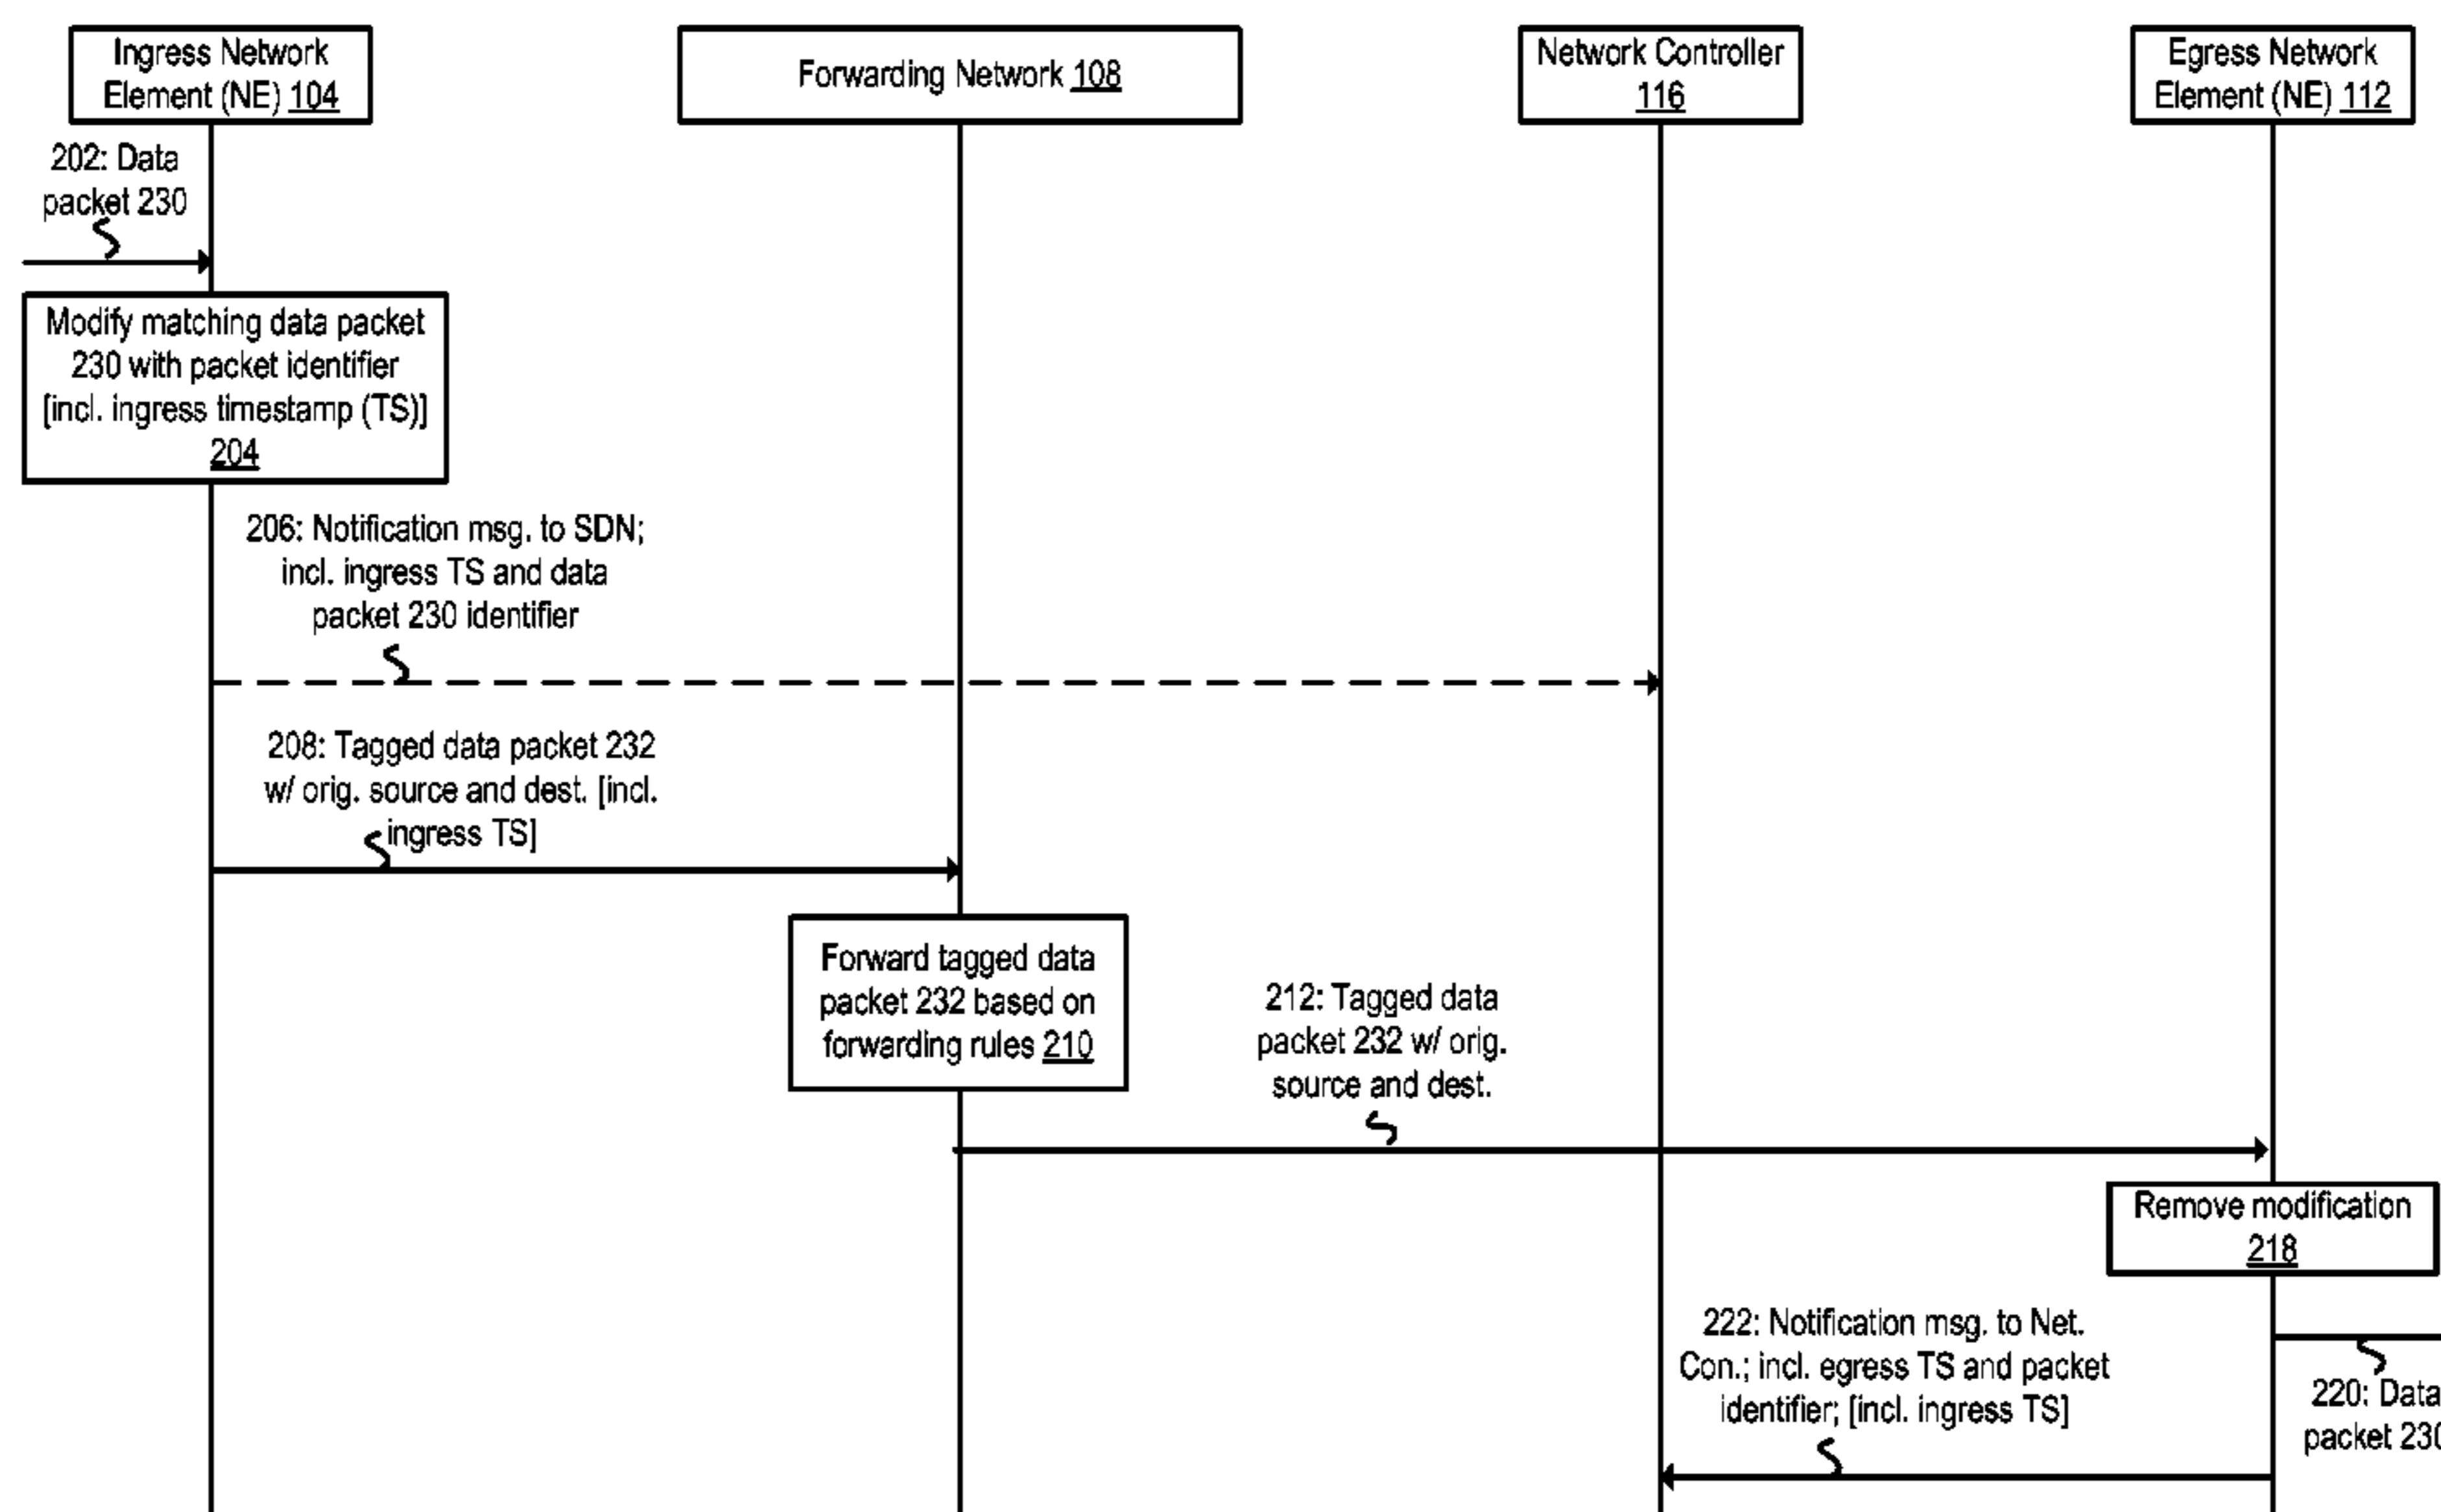 Ingress Network
Element (NE) 104
Forwarding Network 108
Network Controller
116
Egress Network
Element (NE) 112
202: Data
packet 230
Modify matching data packet
230 with packet identifier
[incl. ingress timestamp (TS)]
204
206: Notification msg. to SDN;
incl. ingress TS and data
packet 230 identifier
208: Tagged data packet 232
w/ orig. source and dest. [incl.
ingress TS]
Forward tagged data
packet 232 based on
forwarding rules 210
212: Tagged data
packet 232 w/ orig.
source and dest.
Remove modification
218
222: Notification msg. to Net.
Con.; incl. egress TS and packet
identifier; [incl. ingress TS]
220: Data
packet 230